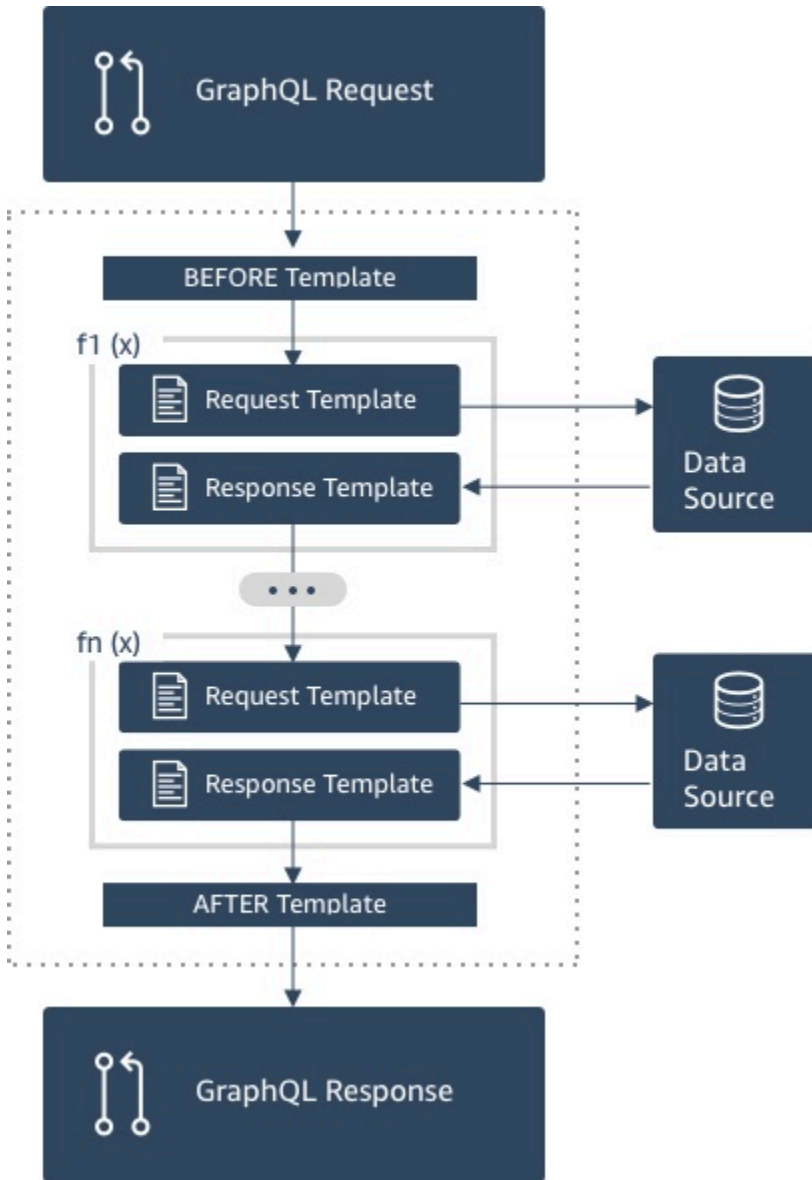 GraphQL Request
BEFORE Template
f1 (x)
Request Template
Response Template
Data
Source
fn (x)
Request Template
Response Template
Data
Source
AFTER Template
GraphQL Response